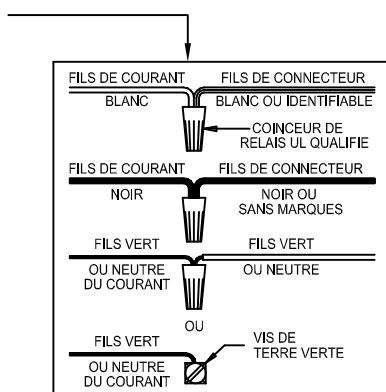 FILS DE COURANT FILS DE CONNECTEUR
BLANC BLANC OU IDENTIFIABLE
COINCEUR DE
RELAIS UL QUALIFIE
FILS DE COURANT FILS DE CONNECTEUR
NOIR NOIR OU
SANS MARQUES
FILS VERT FILS VERT
OU NEUTRE OU NEUTRE
DU COURANT
OU
FILS VERT VIS DE
TERRE VERTE
OU NEUTRE
DU COURANT